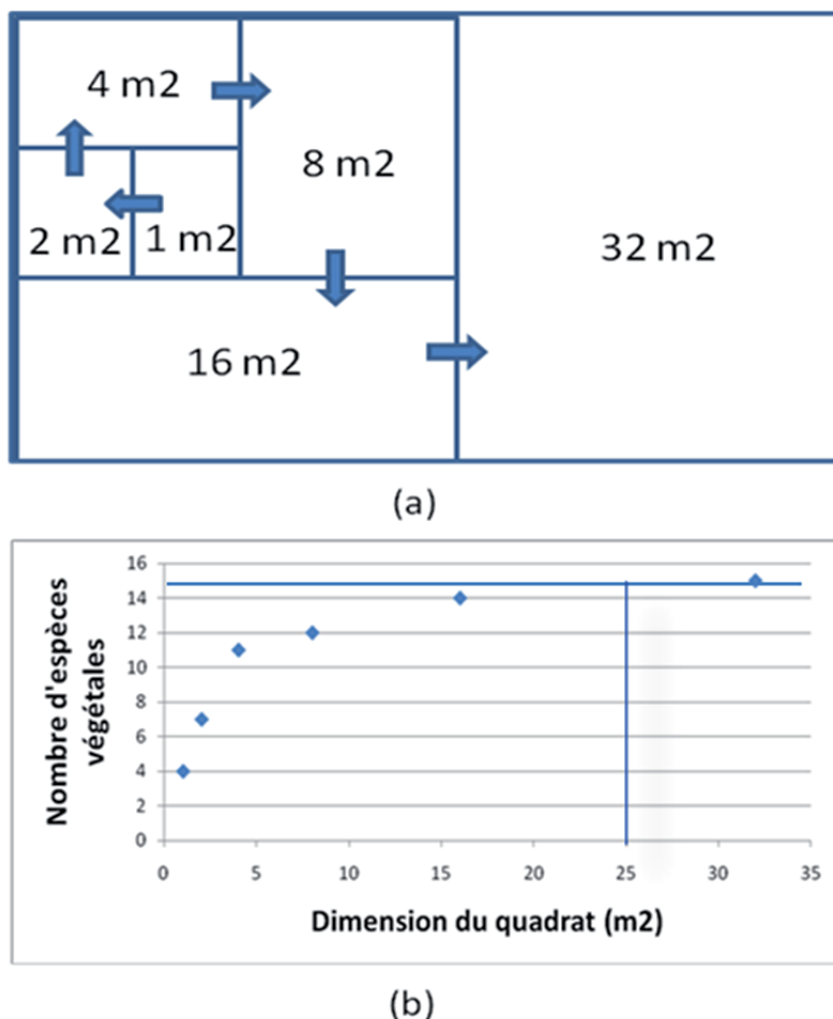 4 m2
8 m2
2 m2
1 m2
32 m2
16 m2
(a)
Nombre d'espèces
végétales
16
14
12
10
8
6
4
2
0
0 5 10 15 20 25 30 35
Dimension du quadrat (m2)
(b)